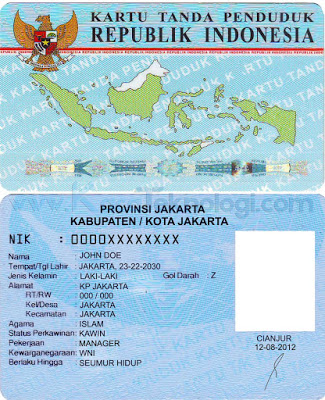 KARTU TANDA PENDUDUK
REPUBLIK INDONESIA
PROVINSI JAKARTA
KABUPATEN / KOTA JAKARTA
NIK : 0000XXXXXXXXX
Nama : JOHN DOE
Tempat/Tgl Lahir : JAKARTA, 23-22-2030
Jenis Kelamin : LAKI-LAKI Gol Darah : Z
Alamat : KP JAKARTA
RT/RW : 000 / 000
Kel/Desa : JAKARTA
Kecamatan : JAKARTA
Agama : ISLAM
Status Perkawinan: KAWIN
Pekerjaan : MANAGER
Kewarganegaraan: WNI
Berlaku Hingga : SEUMUR HIDUP
CIANJUR
12-08-2012